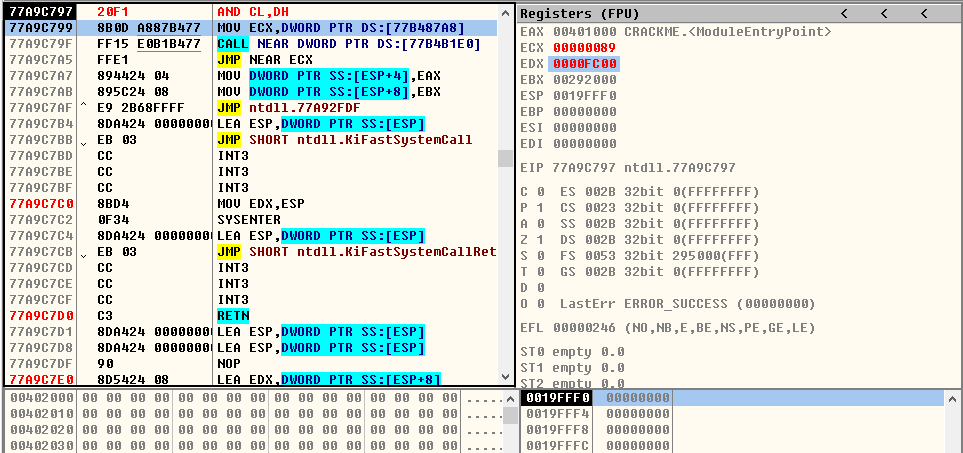 77A9C797 20F1 AND CL,DH
77A9C799 8B0D A887B477 MOV ECX,DWORD PTR DS:[77B487A8]
77A9C79F FF15 E0B1B477 CALL NEAR DWORD PTR DS:[77B4B1E0]
77A9C7A5 FFE1 JMP NEAR ECX
77A9C7A7 894424 04 MOV DWORD PTR SS:[ESP+4],EAX
77A9C7AB 895C24 08 MOV DWORD PTR SS:[ESP+8],EBX
77A9C7AF ^ E9 2B68FFFF JMP ntdll.77A92FDF
77A9C7B4 8DA424 0000000 LEA ESP,DWORD PTR SS:[ESP]
77A9C7BB EB 03 JMP SHORT ntdll.KiFastSystemCall
77A9C7BD CC INT3
77A9C7BE CC INT3
77A9C7BF CC INT3
77A9C7C0 8BD4 MOV EDX,ESP
77A9C7C2 0F34 SYSENTER
77A9C7C4 8DA424 0000000 LEA ESP,DWORD PTR SS:[ESP]
77A9C7CB EB 03 JMP SHORT ntdll.KiFastSystemCallRet
77A9C7CD CC INT3
77A9C7CE CC INT3
77A9C7CF CC INT3
77A9C7D0 C3 RETN
77A9C7D1 8DA424 0000000 LEA ESP,DWORD PTR SS:[ESP]
77A9C7D8 8DA424 0000000 LEA ESP,DWORD PTR SS:[ESP]
77A9C7DF 90 NOP
77A9C7E0 8D5424 08 LEA EDX,DWORD PTR SS:[ESP+8]
Registers (FPU) < < <
EAX 00401000 CRACKME.<ModuleEntryPoint>
ECX 00000089
EDX 0000FC00
EBX 00292000
ESP 0019FFF0
EBP 00000000
ESI 00000000
EDI 00000000
EIP 77A9C797 ntdll.77A9C797
C 0 ES 002B 32bit 0(FFFFFFFF)
P 1 CS 0023 32bit 0(FFFFFFFF)
A 0 SS 002B 32bit 0(FFFFFFFF)
Z 1 DS 002B 32bit 0(FFFFFFFF)
S 0 FS 0053 32bit 295000(FFF)
T 0 GS 002B 32bit 0(FFFFFFFF)
D 0
O 0 LastErr ERROR_SUCCESS (00000000)
EFL 00000246 (NO,NB,E,BE,NS,PE,GE,LE)
ST0 empty 0.0
ST1 empty 0.0
ST2 empty 0.0
00402000 00 00 00 00 00 00 00 00 00 00 00 00 00 00 00 00 .....
00402010 00 00 00 00 00 00 00 00 00 00 00 00 00 00 00 00 .....
00402020 00 00 00 00 00 00 00 00 00 00 00 00 00 00 00 00 .....
00402030 00 00 00 00 00 00 00 00 00 00 00 00 00 00 00 00 .....
0019FFF0 00000000
0019FFF4 00000000
0019FFF8 00000000
0019FFFC 00000000